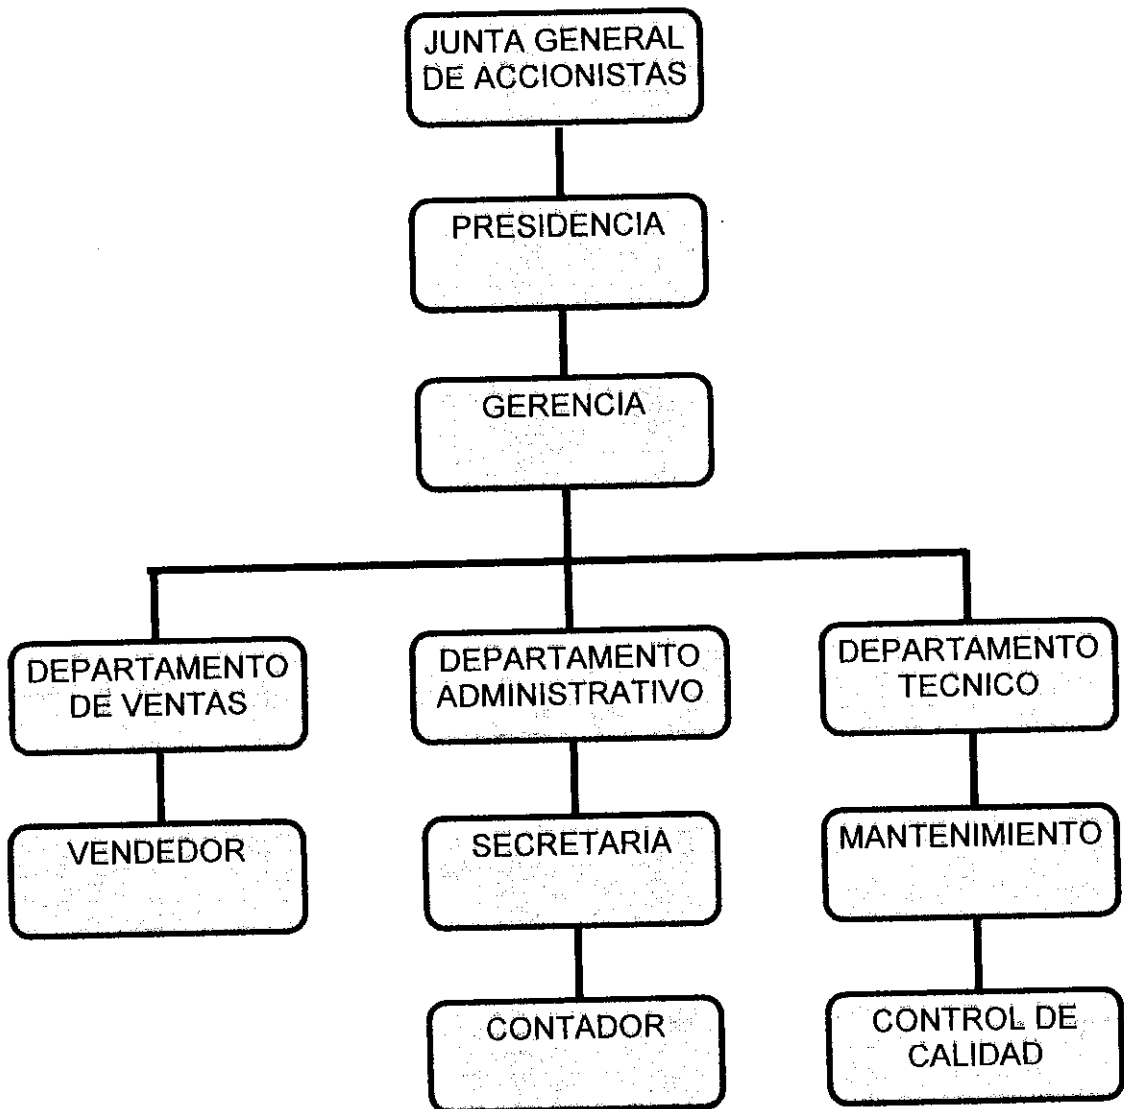 JUNTA GENERAL
DE ACCIONISTAS
PRESIDENCIA
GERENCIA
DEPARTAMENTO
DE VENTAS
DEPARTAMENTO
ADMINISTRATIVO
DEPARTAMENTO
TECNICO
VENDEDOR
SECRETARIA
MANTENIMIENTO
CONTADOR
CONTROL DE
CALIDAD